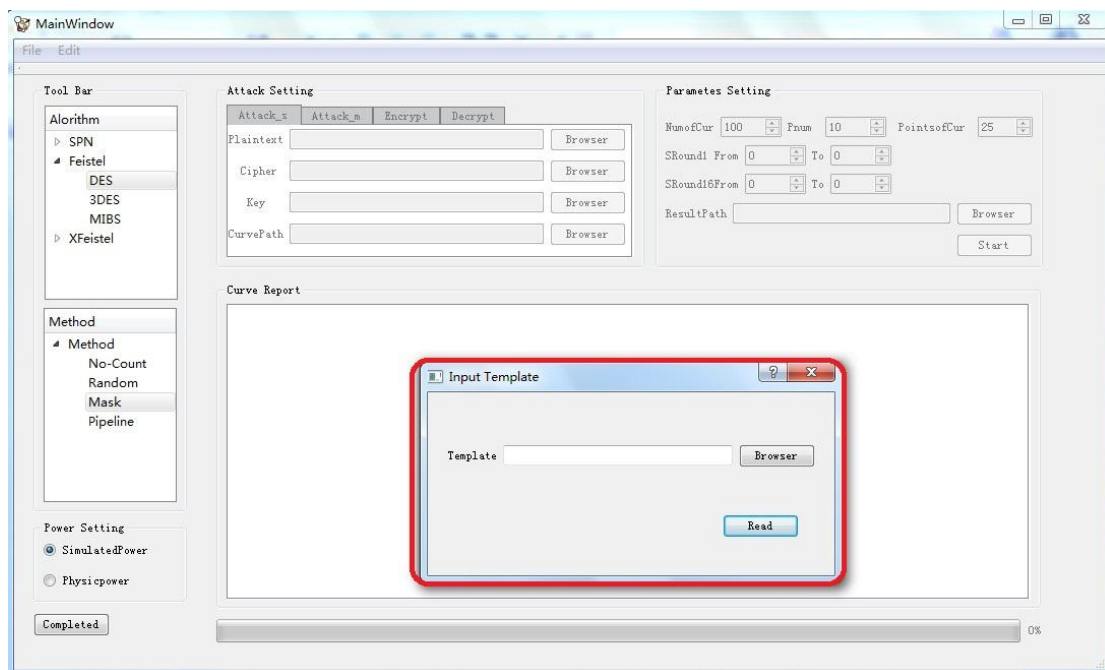 MainWindow
File Edit
Tool Bar
Alorithm
SPN
Feistel
DES
3DES
MIBS
XFeistel
Method
Method
No-Count
Random
Mask
Pipeline
Power Setting
SimulatedPower
Physicpower
Completed
Attack Setting
Attack_s Attack_m Encrypt Decrypt
Plaintext Browser
Cipher Browser
Key Browser
CurvePath Browser
Parametes Setting
NumofCur 100 Pnum 10 PointsofCur 25
SRound1 From 0 To 0
SRound16From 0 To 0
ResultPath Browser
Start
Curve Report
Input Template
Template Browser
Read
0%